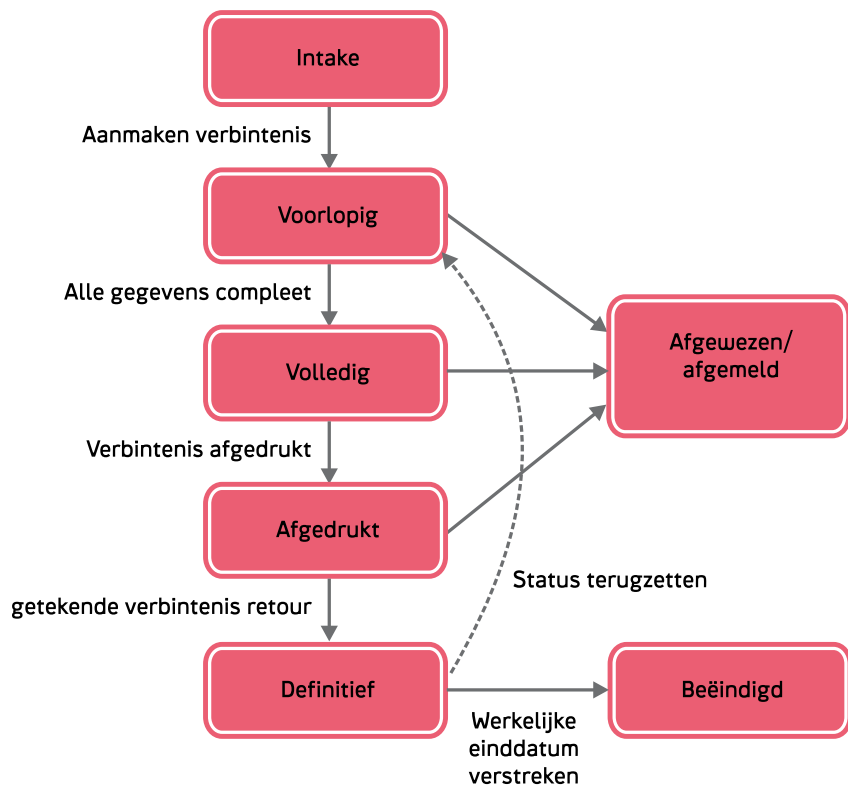 Intake
Aanmaken verbintenis
Voorlopig
Alle gegevens compleet
Afgewezen/
afgemeld
Volledig
Verbintenis afgedrukt
Afgedrukt
Status terugzetten
getekende verbintenis retour
Definitief
Beëindigd
Werkelijke
einddatum
verstreken